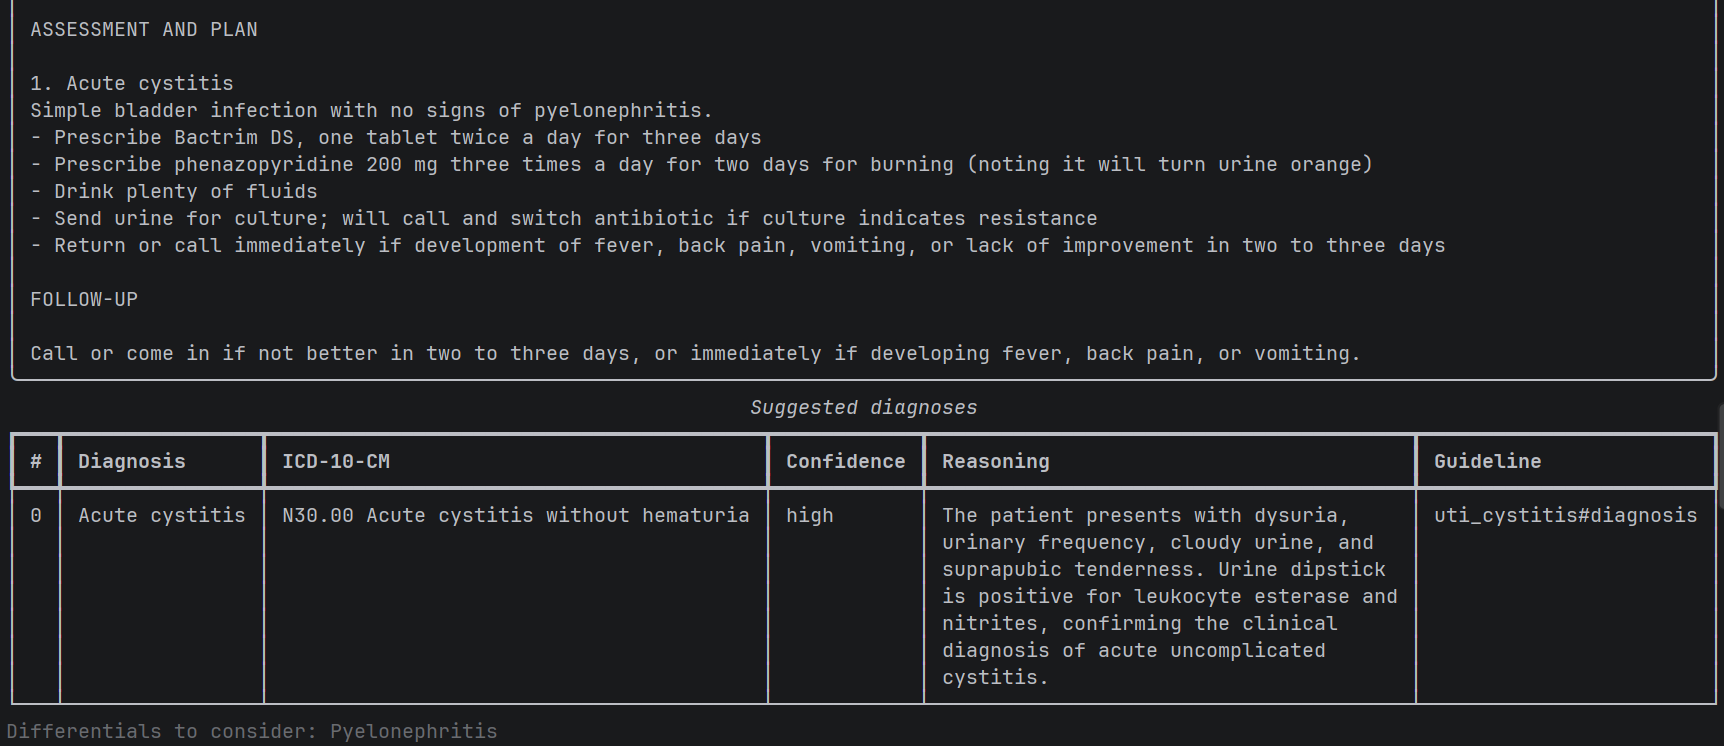 ASSESSMENT AND PLAN
1. Acute cystitis
Simple bladder infection with no signs of pyelonephritis.
- Prescribe Bactrim DS, one tablet twice a day for three days
- Prescribe phenazopyridine 200 mg three times a day for two days for burning (noting it will turn urine orange)
- Drink plenty of fluids
- Send urine for culture; will call and switch antibiotic if culture indicates resistance
- Return or call immediately if development of fever, back pain, vomiting, or lack of improvement in two to three days
FOLLOW-UP
Call or come in if not better in two to three days, or immediately if developing fever, back pain, or vomiting.
Suggested diagnoses
# Diagnosis ICD-10-CM Confidence Reasoning Guideline
0 Acute cystitis N30.00 Acute cystitis without hematuria high The patient presents with dysuria, uti_cystitis#diagnosis
urinary frequency, cloudy urine, and
suprapubic tenderness. Urine dipstick
is positive for leukocyte esterase and
nitrites, confirming the clinical
diagnosis of acute uncomplicated
cystitis.
Differentials to consider: Pyelonephritis